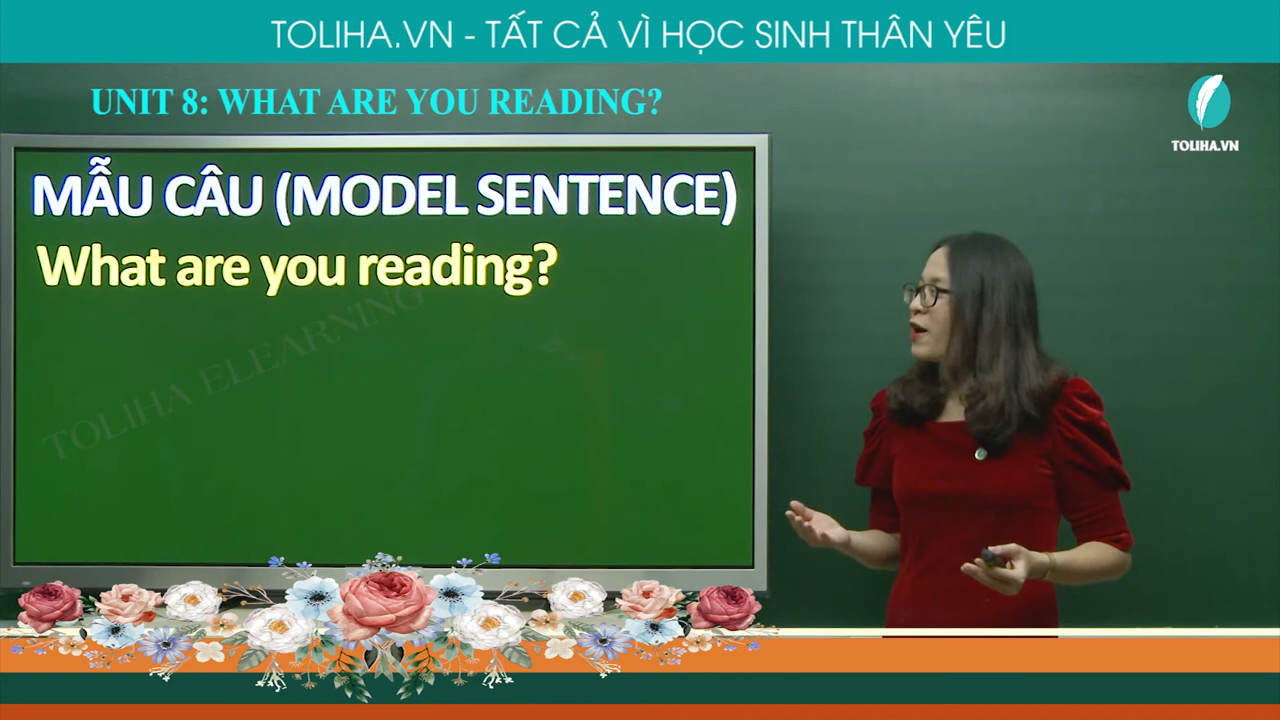 TOLIHA.VN - TẤT CẢ VÌ HỌC SINH THÂN YÊU
UNIT 8: WHAT ARE YOU READING?
TOLIHA.VN
MẪU CÂU (MODEL SENTENCE)
What are you reading?
TOLIHA ELEARNING